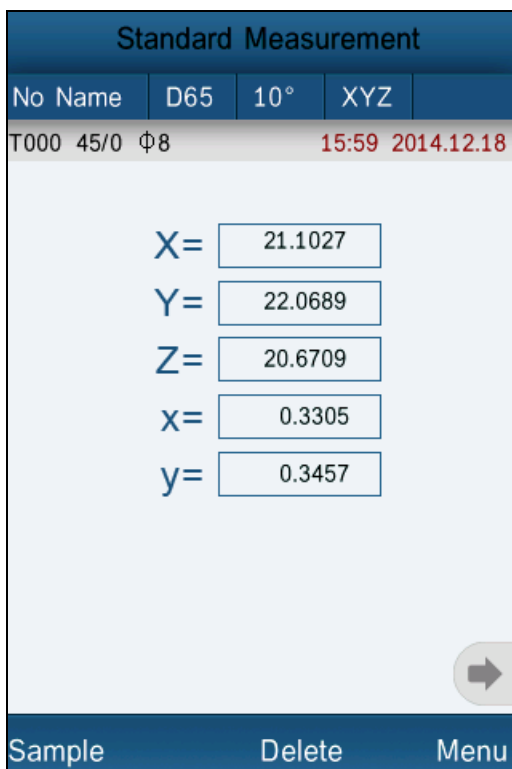 Standard Measurement
No Name D65 10° XYZ
T000 45/0 Φ8 15:59 2014.12.18
X= 21.1027
Y= 22.0689
Z= 20.6709
x= 0.3305
y= 0.3457
Sample Delete Menu